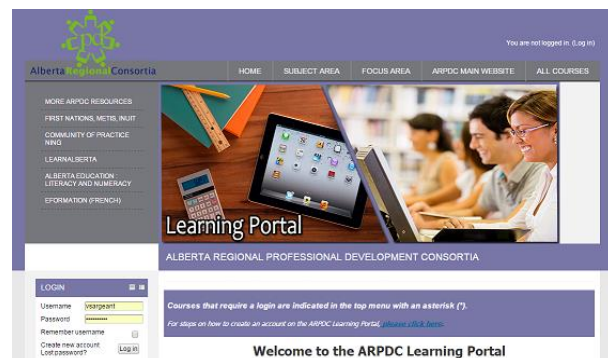 You are not logged in. (Log in)
cpdc
AlbertaRegionalConsortia
HOME
SUBJECT AREA
FOCUS AREA
ARPDC MAIN WEBSITE
ALL COURSES
MORE ARPDC RESOURCES
FIRST NATIONS, METIS, INUIT
COMMUNITY OF PRACTICE
NING
LEARNALBERTA
ALBERTA EDUCATION :
LITERACY AND NUMERACY
EFORMATION (FRENCH)
Learning Portal
ALBERTA REGIONAL PROFESSIONAL DEVELOPMENT CONSORTIA
LOGIN
Username
vsargeant
Password
Remember username
Create new account
Lost password?
Log in
Courses that require a login are indicated in the top menu with an asterisk (*).
For steps on how to create an account on the ARPDC Learning Portal, please click here.
Welcome to the ARPDC Learning Portal